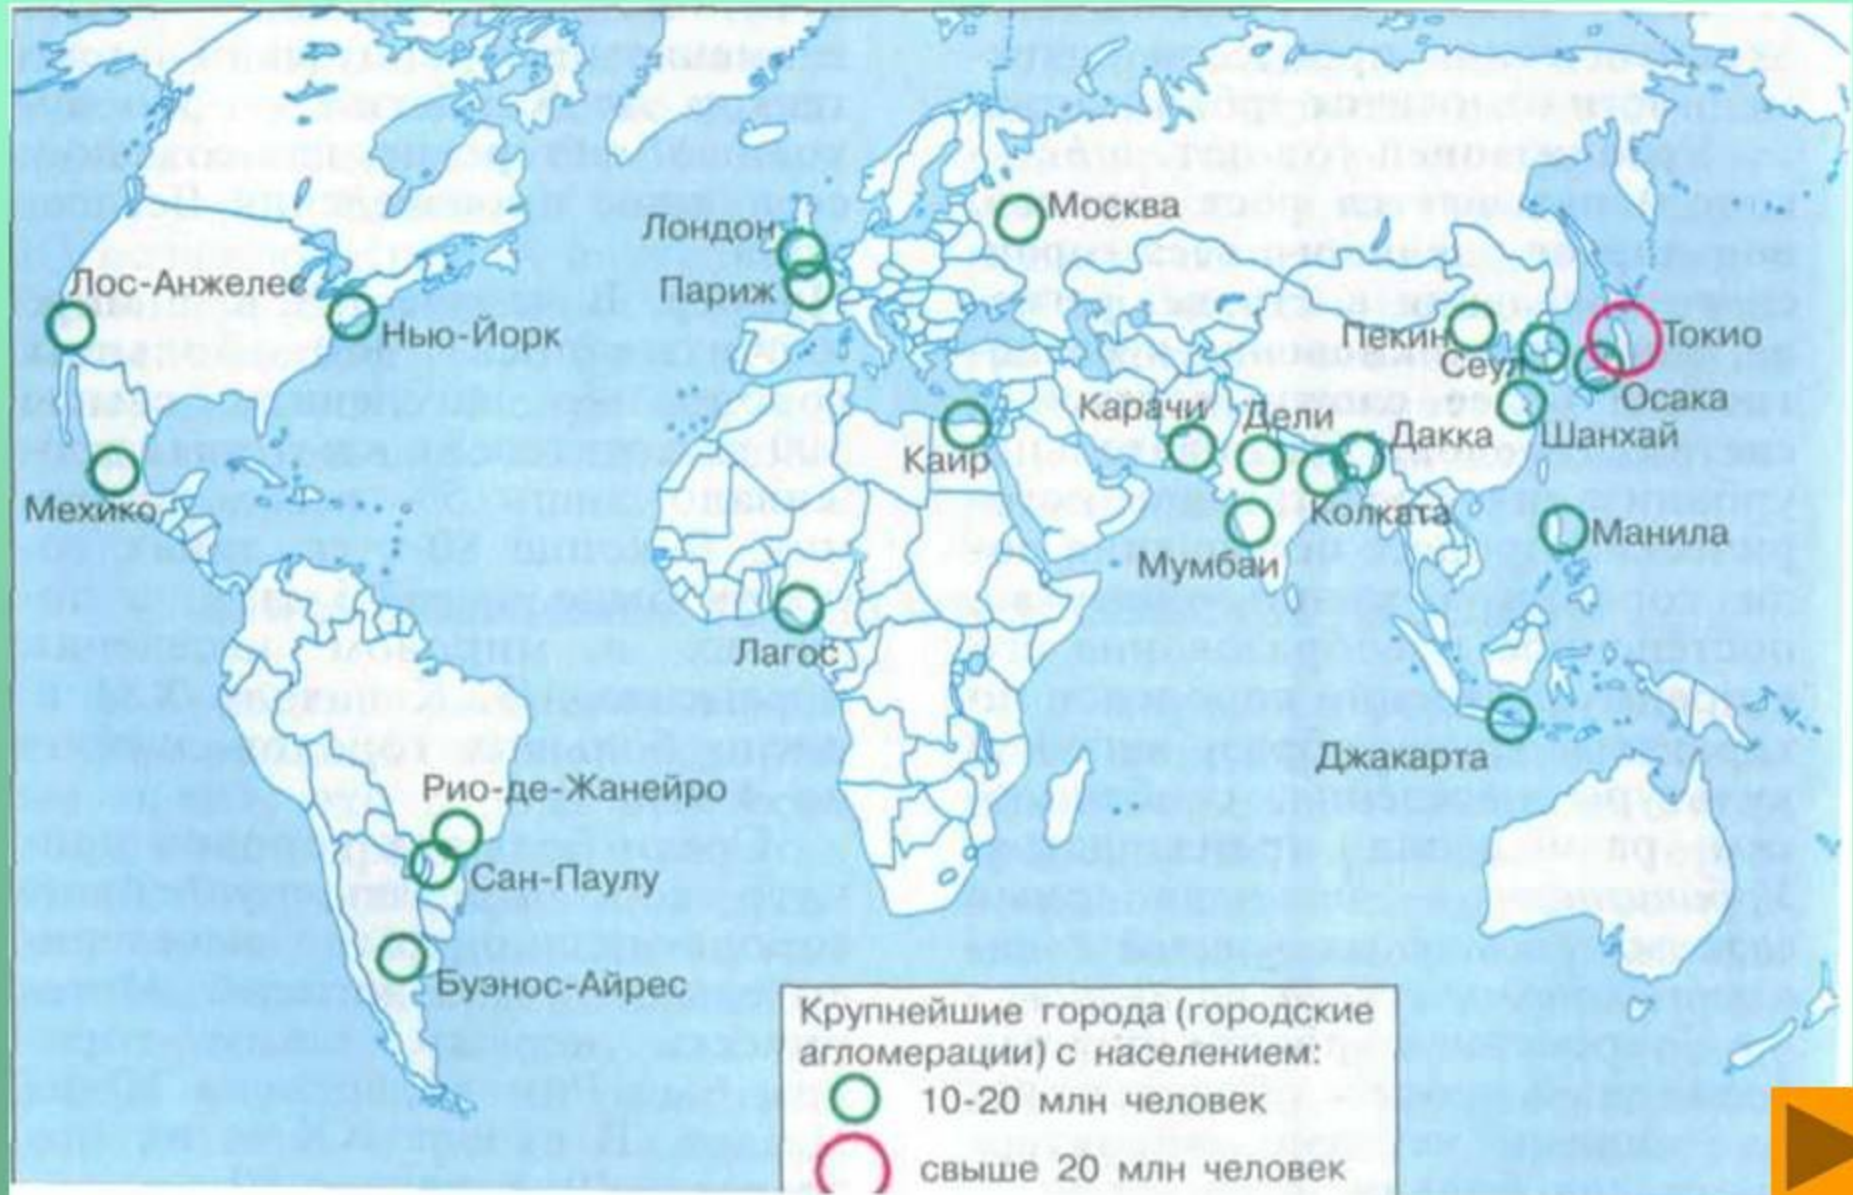 Москва
Лондон
Париж
Лос-Анжелес
Нью-Йорк
Пекин
Токио
Сеул
Осака
Карачи
Дели
Дакка
Шанхай
Каир
Мехико
Колката
Манила
Мумбаи
Лагос
Джакарта
Рио-де-Жанейро
Сан-Паулу
Буэнос-Айрес
Крупнейшие города (городские
агломерации) с населением:
10-20 млн человек
свыше 20 млн человек